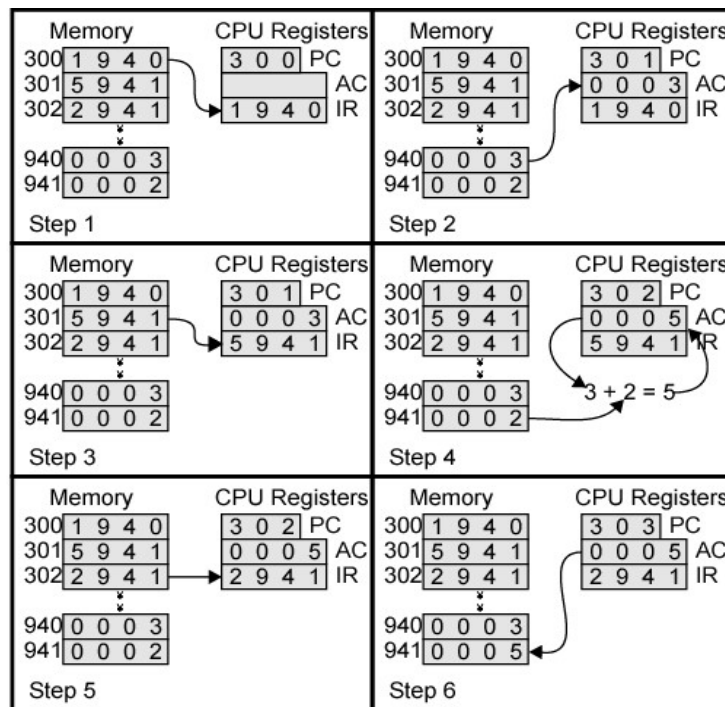 Memory CPU Registers
300 1 9 4 0 3 0 0 PC
301 5 9 4 1 AC
302 2 9 4 1 1 9 4 0 IR
940 0 0 0 3
941 0 0 0 2
Step 1
Memory CPU Registers
300 1 9 4 0 3 0 1 PC
301 5 9 4 1 0 0 0 3 AC
302 2 9 4 1 1 9 4 0 IR
940 0 0 0 3
941 0 0 0 2
Step 2
Memory CPU Registers
300 1 9 4 0 3 0 1 PC
301 5 9 4 1 0 0 0 3 AC
302 2 9 4 1 5 9 4 1 IR
940 0 0 0 3
941 0 0 0 2
Step 3
Memory CPU Registers
300 1 9 4 0 3 0 2 PC
301 5 9 4 1 0 0 0 5 AC
302 2 9 4 1 5 9 4 1 IR
940 0 0 0 3 3 + 2 = 5
941 0 0 0 2
Step 4
Memory CPU Registers
300 1 9 4 0 3 0 2 PC
301 5 9 4 1 0 0 0 5 AC
302 2 9 4 1 2 9 4 1 IR
940 0 0 0 3
941 0 0 0 2
Step 5
Memory CPU Registers
300 1 9 4 0 3 0 3 PC
301 5 9 4 1 0 0 0 5 AC
302 2 9 4 1 2 9 4 1 IR
940 0 0 0 3
941 0 0 0 5
Step 6